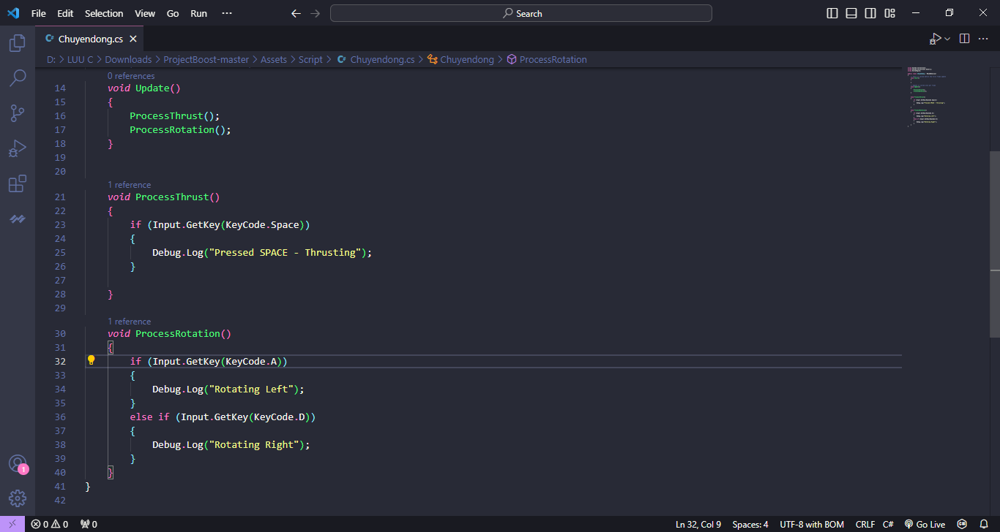 File Edit Selection View Go Run ···
Search
C# Chuyendong.cs
D: > LUU C > Downloads > ProjectBoost-master > Assets > Script > C# Chuyendong.cs > Chuyendong > ProcessRotation
0 references
14 void Update()
15 {
16 ProcessThrust();
17 ProcessRotation();
18 }
19
20
1 reference
21 void ProcessThrust()
22 {
23 if (Input.GetKey(KeyCode.Space))
24 {
25 Debug.Log("Pressed SPACE - Thrusting");
26 }
27
28 }
29
1 reference
30 void ProcessRotation()
31 {
32 if (Input.GetKey(KeyCode.A))
33 {
34 Debug.Log("Rotating Left");
35 }
36 else if (Input.GetKey(KeyCode.D))
37 {
38 Debug.Log("Rotating Right");
39 }
40 }
41 }
42
1
0 0 0 Ln 32, Col 9 Spaces: 4 UTF-8 with BOM CRLF C# Go Live